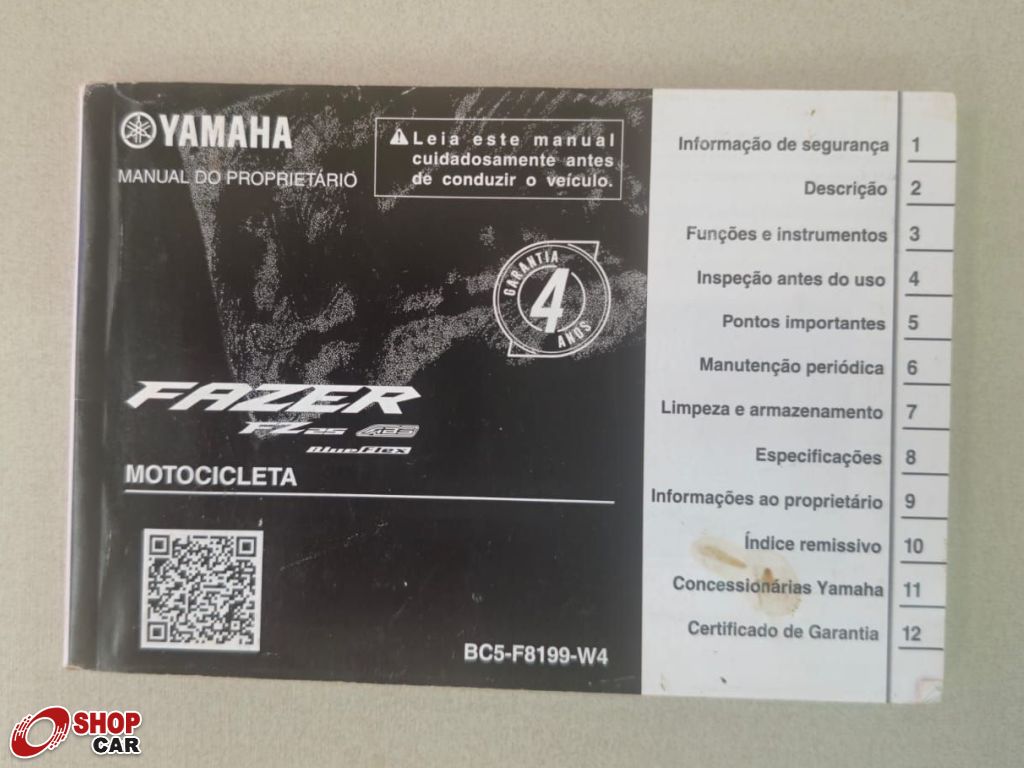 YAMAHA
MANUAL DO PROPRIETÁRIO
Leia este manual
cuidadosamente antes
de conduzir o veículo.
GARANTIA
4
ANOS
FAZER
FZ25 ABS
BlueFlex
MOTOCICLETA
BC5-F8199-W4
Informação de segurança 1
Descrição 2
Funções e instrumentos 3
Inspeção antes do uso 4
Pontos importantes 5
Manutenção periódica 6
Limpeza e armazenamento 7
Especificações 8
Informações ao proprietário 9
Índice remissivo 10
Concessionárias Yamaha 11
Certificado de Garantia 12
SHOP
CAR